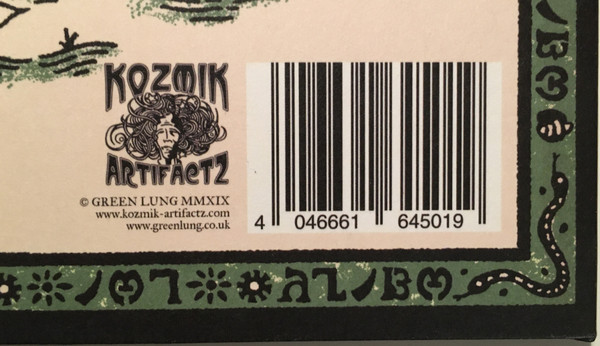 KOZMIK
ARTIFACTZ
© GREEN LUNG MMXIX
www.kozmik-artifactz.com
www.greenlung.co.uk
4 046661 645019